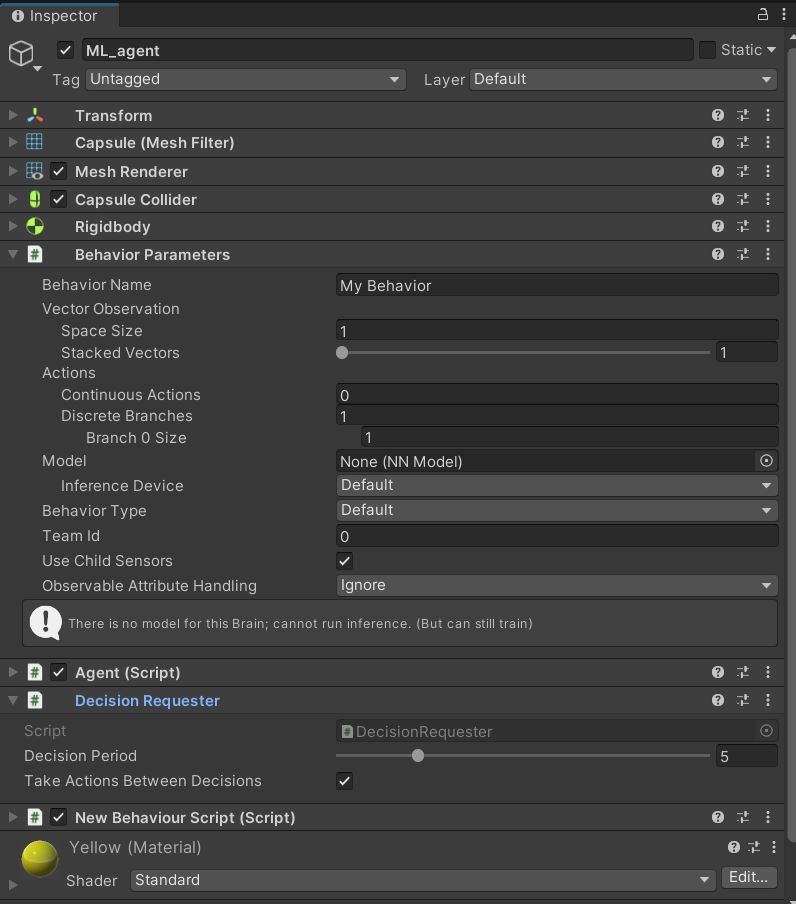 Inspector
ML_agent Static
Tag Untagged Layer Default
Transform
Capsule (Mesh Filter)
Mesh Renderer
Capsule Collider
Rigidbody
# Behavior Parameters
Behavior Name My Behavior
Vector Observation
Space Size 1
Stacked Vectors 1
Actions
Continuous Actions 0
Discrete Branches 1
Branch 0 Size 1
Model None (NN Model)
Inference Device Default
Behavior Type Default
Team Id 0
Use Child Sensors
Observable Attribute Handling Ignore
There is no model for this Brain; cannot run inference. (But can still train)
# Agent (Script)
# Decision Requester
Script # DecisionRequester
Decision Period 5
Take Actions Between Decisions
# New Behaviour Script (Script)
Yellow (Material)
Shader Standard Edit...